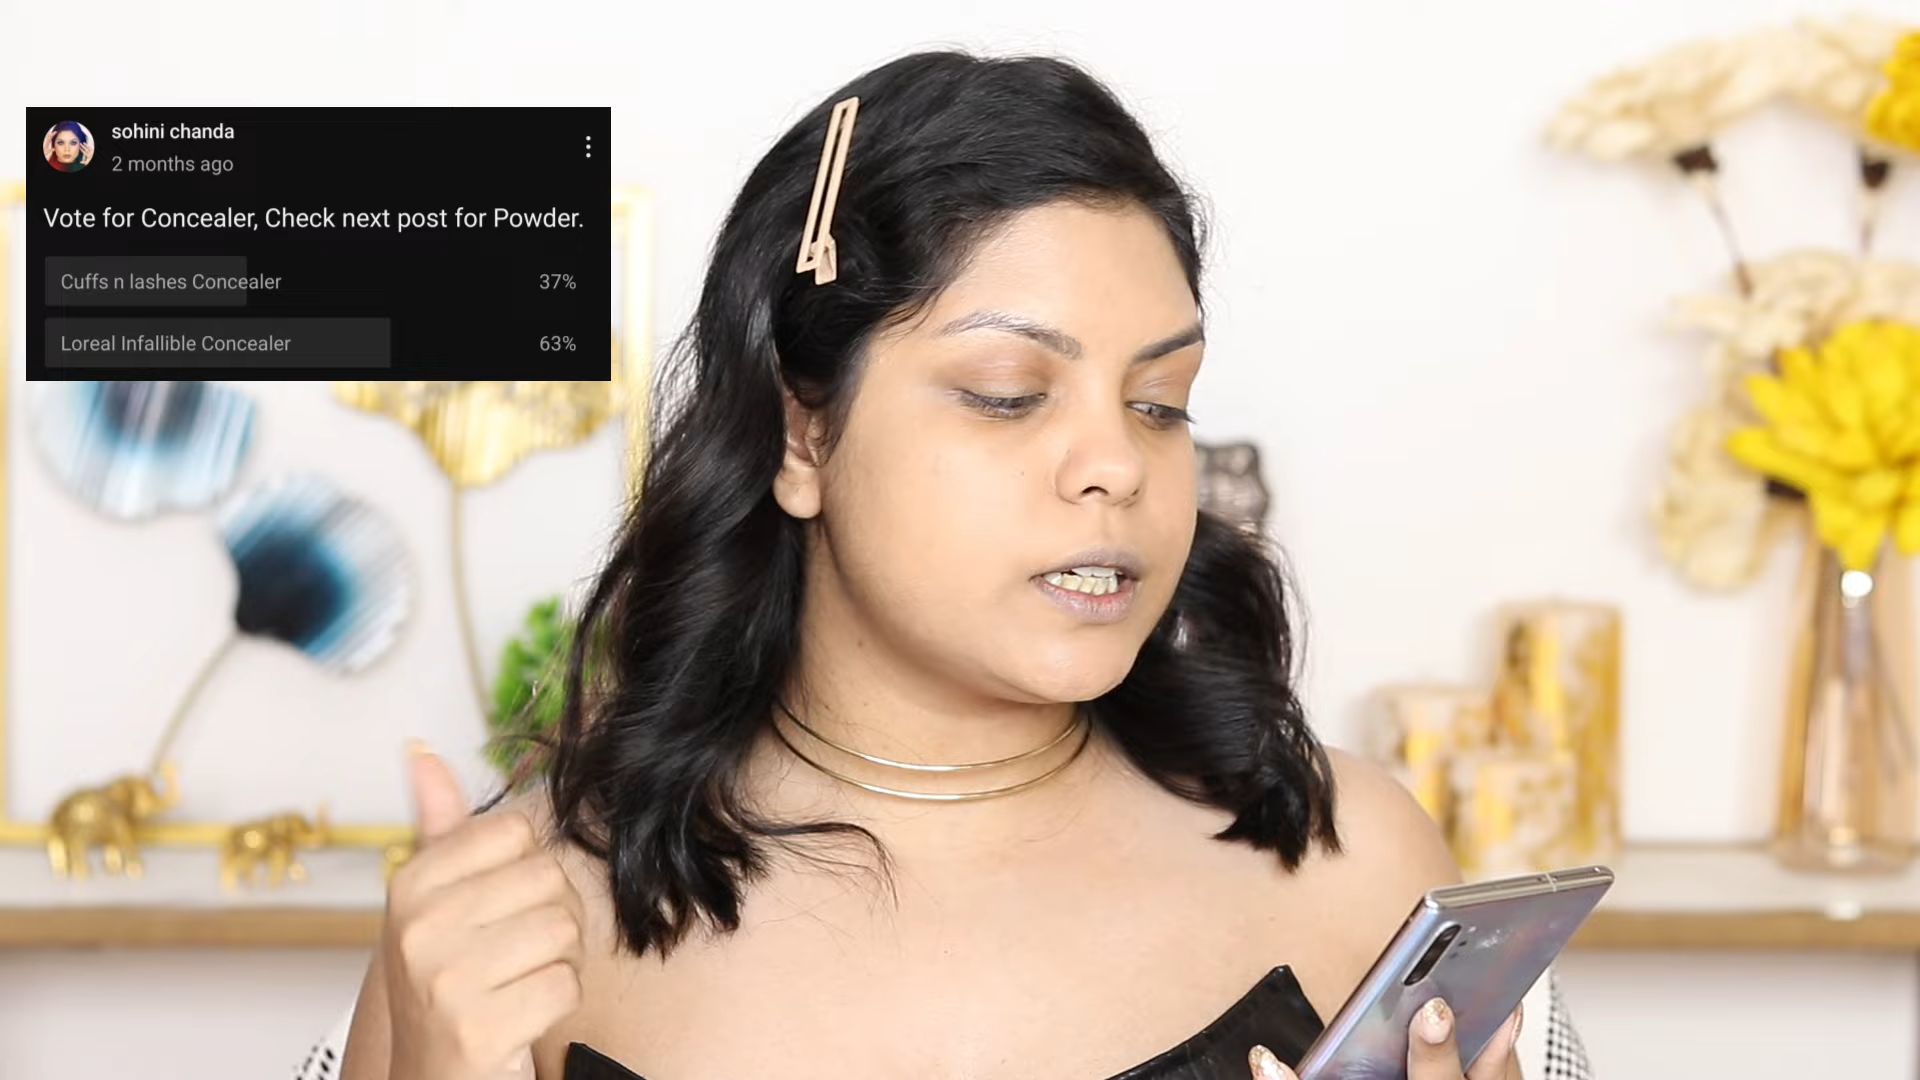 sohini chanda
2 months ago
Vote for Concealer, Check next post for Powder.
Cuffs n lashes Concealer 37%
Loreal Infallible Concealer 63%